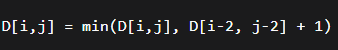 D[i,j] = min(D[i,j], D[i-2, j-2] + 1)